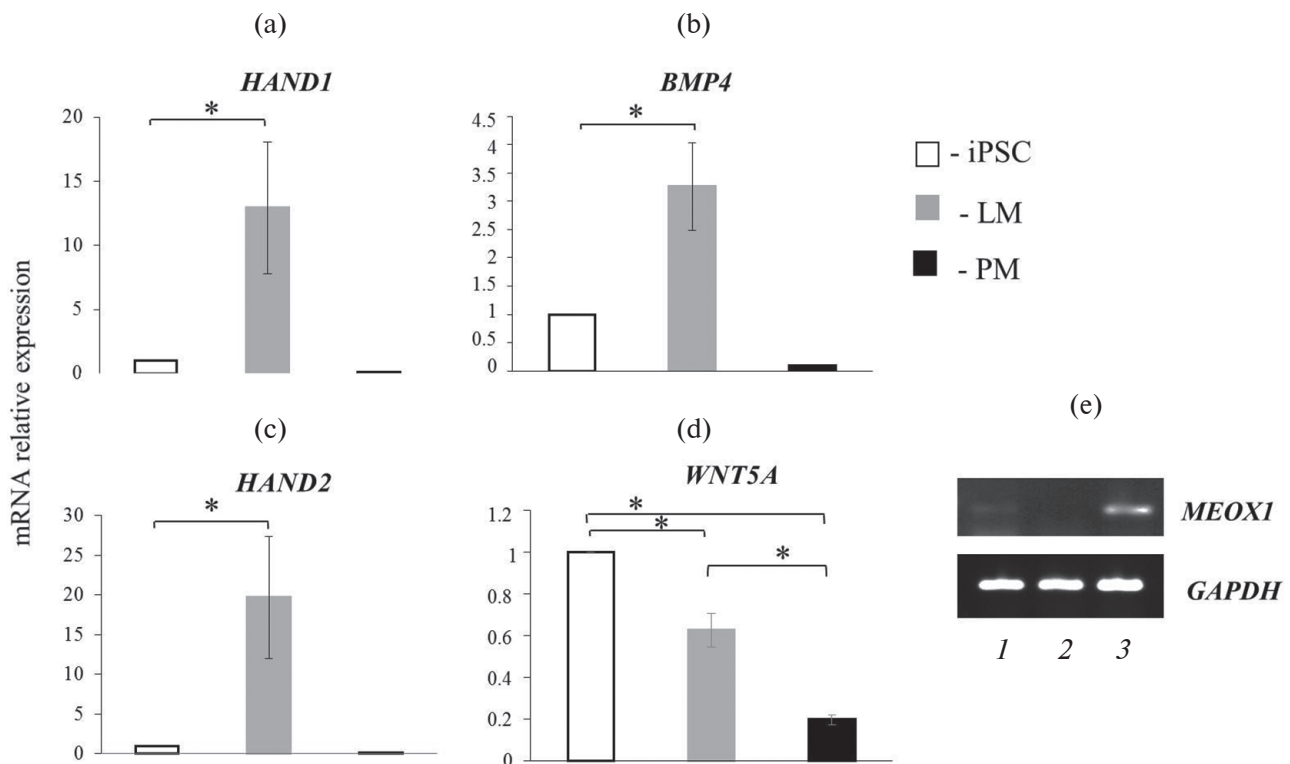 (a)
HAND1
*
20
15
10
5
0
(b)
BMP4
*
4.5
4
3.5
3
2.5
2
1.5
1
0.5
0
- iPSC
- LM
- PM
mRNA relative expression
(c)
HAND2
*
30
25
20
15
10
5
0
(d)
WNT5A
*
*
*
1.2
1
0.8
0.6
0.4
0.2
0
(e)
MEOX1
GAPDH
1 2 3